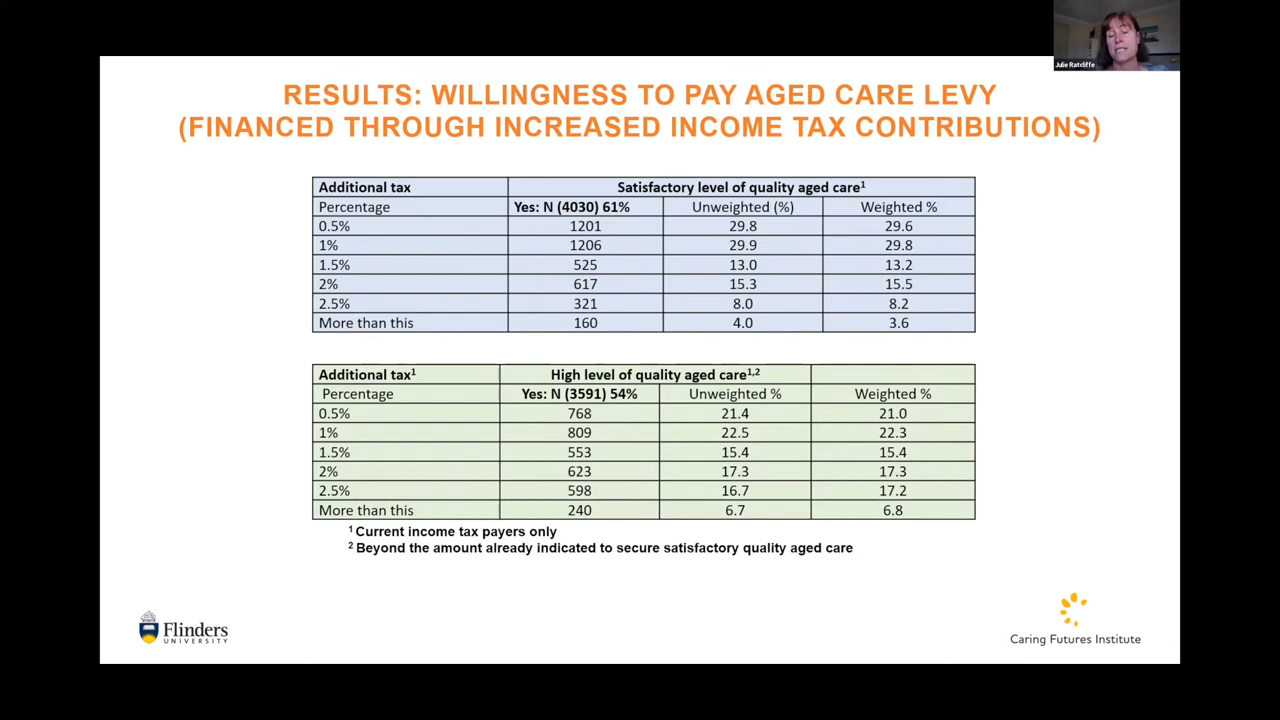 Julie Ratcliffe
RESULTS: WILLINGNESS TO PAY AGED CARE LEVY
(FINANCED THROUGH INCREASED INCOME TAX CONTRIBUTIONS)
Additional tax Satisfactory level of quality aged care¹
Percentage Yes: N (4030) 61% Unweighted (%) Weighted %
0.5% 1201 29.8 29.6
1% 1206 29.9 29.8
1.5% 525 13.0 13.2
2% 617 15.3 15.5
2.5% 321 8.0 8.2
More than this 160 4.0 3.6
Additional tax¹ High level of quality aged care¹,²
Percentage Yes: N (3591) 54% Unweighted % Weighted %
0.5% 768 21.4 21.0
1% 809 22.5 22.3
1.5% 553 15.4 15.4
2% 623 17.3 17.3
2.5% 598 16.7 17.2
More than this 240 6.7 6.8
¹ Current income tax payers only
² Beyond the amount already indicated to secure satisfactory quality aged care
Flinders
UNIVERSITY
Caring Futures Institute